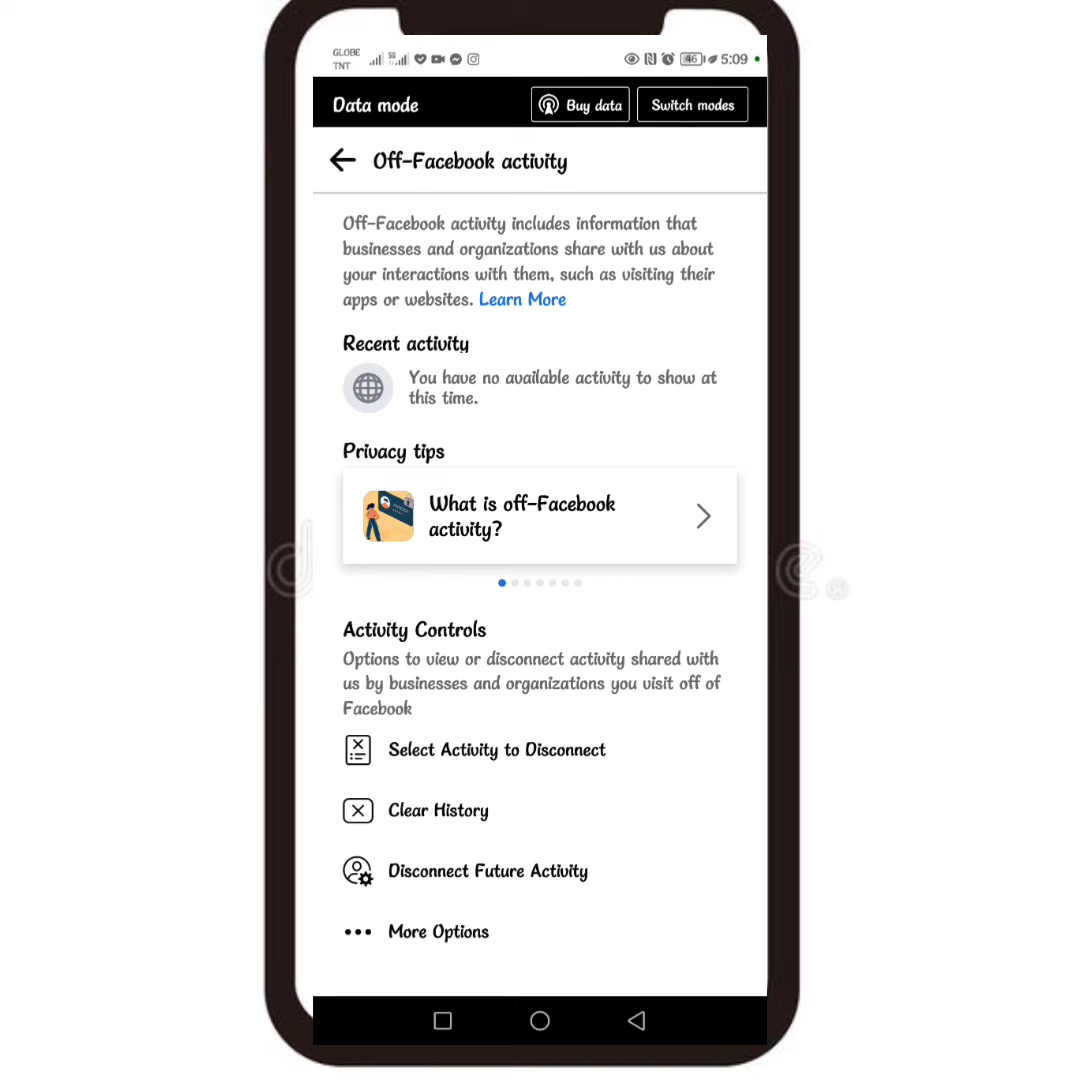 GLOBE
TNT
5G
46
5:09
Data mode
Buy data
Switch modes
Off-Facebook activity
Off-Facebook activity includes information that
businesses and organizations share with us about
your interactions with them, such as visiting their
apps or websites. Learn More
Recent activity
You have no available activity to show at
this time.
Privacy tips
What is off-Facebook
activity?
Activity Controls
Options to view or disconnect activity shared with
us by businesses and organizations you visit off of
Facebook
Select Activity to Disconnect
Clear History
Disconnect Future Activity
More Options